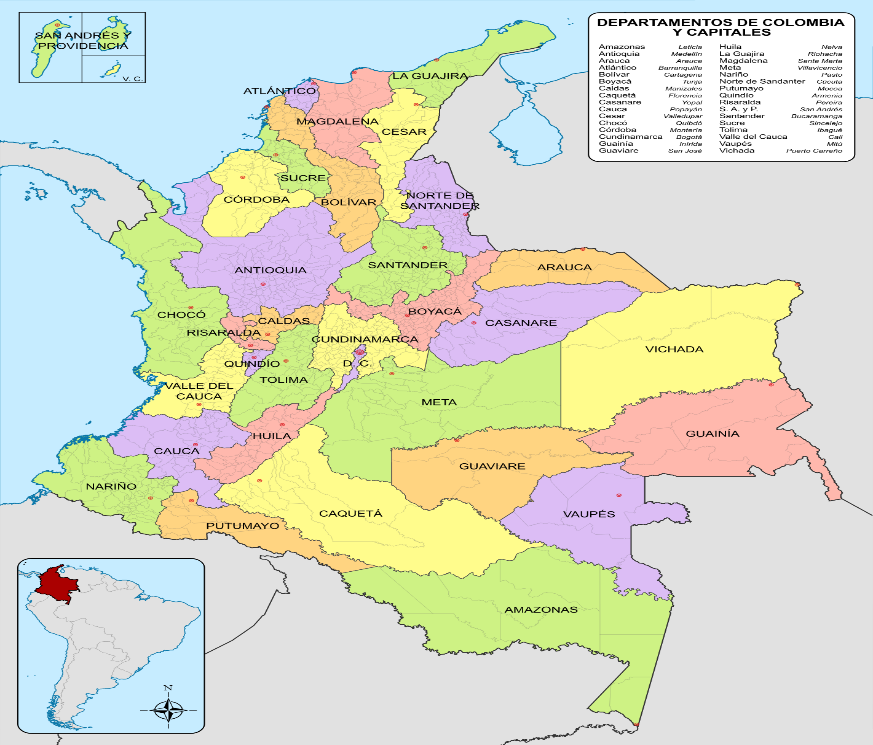 SAN ANDRÉS Y
PROVIDENCIA
V. C.
DEPARTAMENTOS DE COLOMBIA
Y CAPITALES
Amazonas Leticia
Antioquia Medellín
Arauca Arauca
Atlántico Barranquilla
Bolívar Cartagena
Boyacá Tunja
Caldas Manizales
Caquetá Florencia
Casanare Yopal
Cauca Popayán
Cesar Valledupar
Chocó Quibdó
Córdoba Montería
Cundinamarca Bogotá
Guainía Inírida
Guaviare San José
Huila Neiva
La Guajira Riohacha
Magdalena Santa Marta
Meta Villavicencio
Nariño Pasto
Norte de Santander Cúcuta
Putumayo Mocoa
Quindío Armenia
Risaralda Pereira
S. A. y P. San Andrés
Santander Bucaramanga
Sucre Sincelejo
Tolima Ibagué
Valle del Cauca Cali
Vaupés Mitú
Vichada Puerto Carreño
LA GUAJIRA
ATLÁNTICO
MAGDALENA
CESAR
SUCRE
NORTE DE
SANTANDER
CÓRDOBA
BOLÍVAR
ANTIOQUIA
SANTANDER
ARAUCA
CHOCÓ
BOYACÁ
CALDAS
CASANARE
RISARALDA
CUNDINAMARCA
VICHADA
QUINDÍO
D. C.
TOLIMA
VALLE DEL
CAUCA
META
HUILA
GUAINÍA
CAUCA
GUAVIARE
NARIÑO
CAQUETÁ
VAUPÉS
PUTUMAYO
AMAZONAS
N